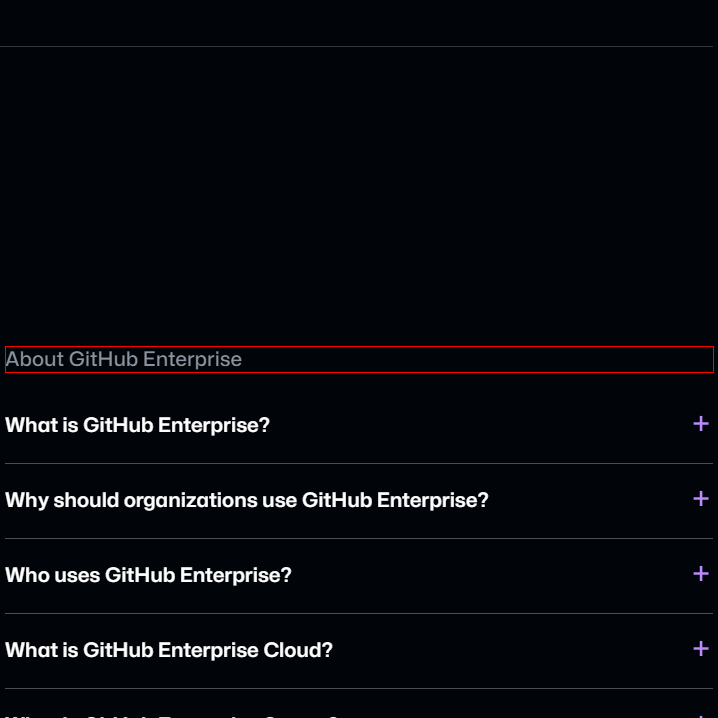 About GitHub Enterprise
What is GitHub Enterprise?
Why should organizations use GitHub Enterprise?
Who uses GitHub Enterprise?
What is GitHub Enterprise Cloud?